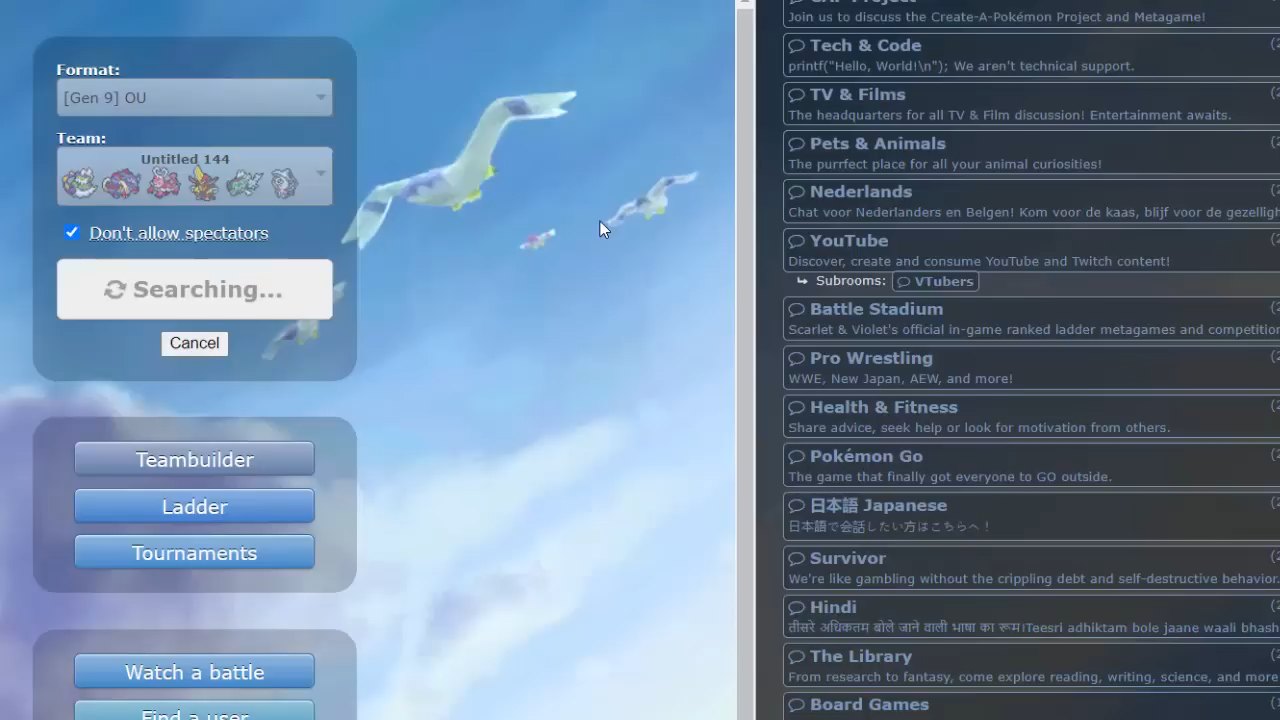 Format:
[Gen 9] OU
Team:
Untitled 144
Don't allow spectators
Searching...
Cancel
Teambuilder
Ladder
Tournaments
Watch a battle
Find a user
Join us to discuss the Create-A-Pokémon Project and Metagame!
Tech & Code
printf("Hello, World!\n"); We aren't technical support.
TV & Films
The headquarters for all TV & Film discussion! Entertainment awaits.
Pets & Animals
The purrfect place for all your animal curiosities!
Nederlands
Chat voor Nederlanders en Belgen! Kom voor de kaas, blijf voor de gezelligh
YouTube
Discover, create and consume YouTube and Twitch content!
↳ Subrooms: VTubers
Battle Stadium
Scarlet & Violet's official in-game ranked ladder metagames and competitio
Pro Wrestling
WWE, New Japan, AEW, and more!
Health & Fitness
Share advice, seek help or look for motivation from others.
Pokémon Go
The game that finally got everyone to GO outside.
日本語 Japanese
日本語で会話したい方はこちらへ！
Survivor
We're like gambling without the crippling debt and self-destructive behavior.
Hindi
तीसरे अधिकतम बोले जाने वाली भाषा का रूम!Teesri adhiktam bole jaane waali bhash
The Library
From research to fantasy, come explore reading, writing, science, and more
Board Games